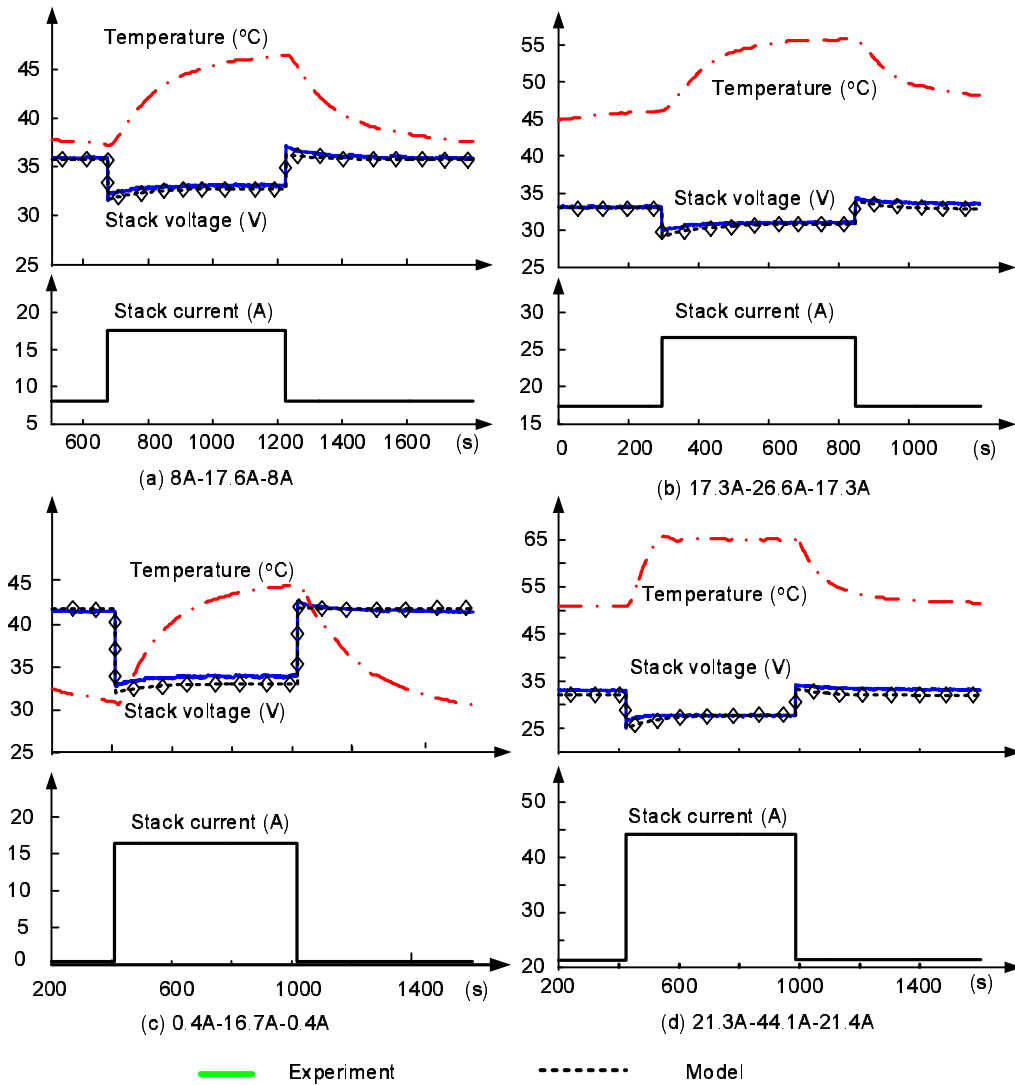 Temperature (ºC)
45
40
35
30
25
Stack voltage (V)
Stack current (A)
20
15
10
5
600
800
1000
1200
1400
1600
(s)
(a) 8A-17.6A-8A
55
50
45
40
35
30
25
Temperature (ºC)
Stack voltage (V)
Stack current (A)
30
25
20
15
0
200
400
600
800
1000
(s)
(b) 17.3A-26.6A-17.3A
45
40
35
30
25
Temperature (ºC)
Stack voltage (V)
Stack current (A)
20
15
10
5
0
200
600
1000
1400
(s)
(c) 0.4A-16.7A-0.4A
65
55
45
35
25
Temperature (ºC)
Stack voltage (V)
Stack current (A)
50
40
30
20
200
600
1000
1400
(s)
(d) 21.3A-44.1A-21.4A
Experiment
Model